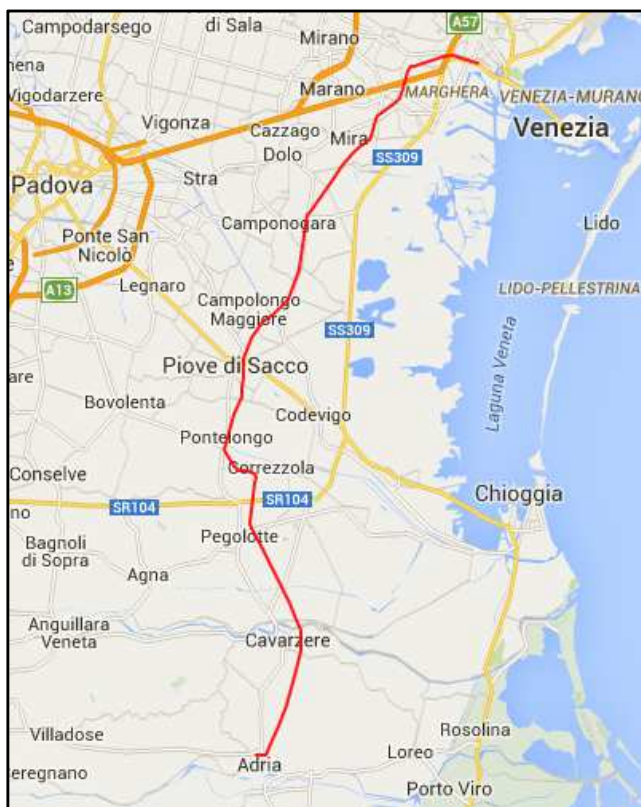 A57
Campodarsego
di Sala
Mirano
Marano
MARGHERA
VENEZIA-MURANO
Vigodarzere
Vigonza
Cazzago
Mira
Venezia
Dolo
SS309
Padova
Stra
Ponte San
Nicolò
Camponogara
Lido
A13
Legnaro
LIDO-PELLESTRINA
Campolongo
Maggiore
SS309
Laguna Veneta
Piove di Sacco
Bovolenta
Codevigo
Pontelongo
Correzzola
Conselve
Chioggia
SR104
SR104
Pegolotte
Bagnoli
di Sopra
Agna
Anguillara
Veneta
Cavarzere
Villadose
Rosolina
Adria
Loreo
Porto Viro